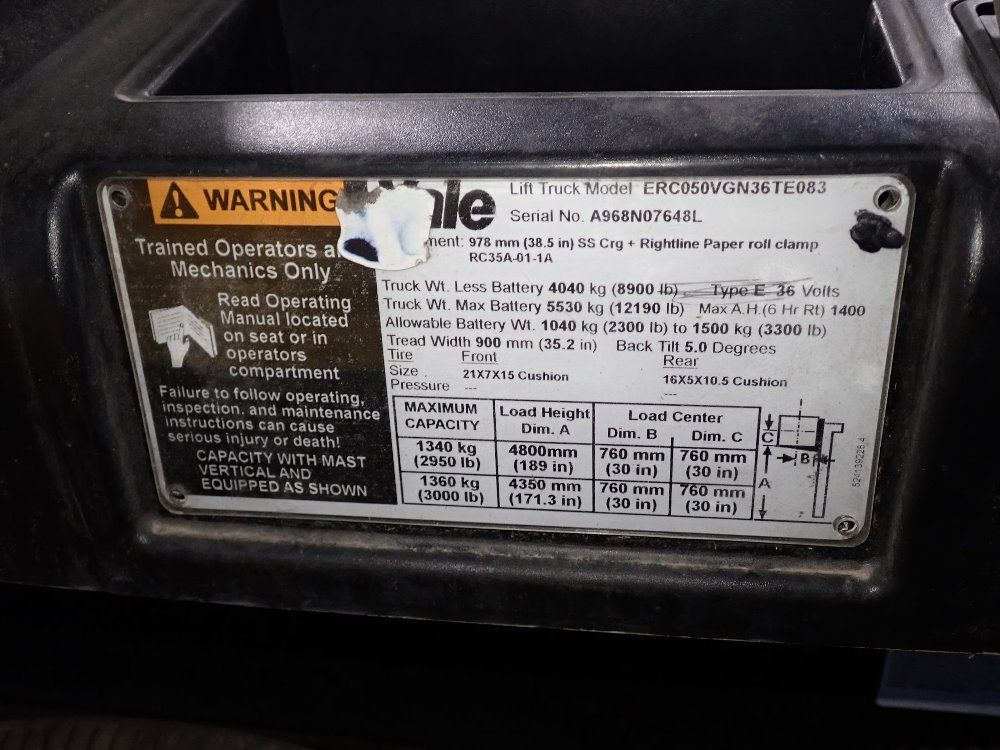 WARNING
Trained Operators a
Mechanics Only
Read Operating
Manual located
on seat or in
operators
compartment
Failure to follow operating,
inspection, and maintenance
instructions can cause
serious injury or death!
CAPACITY WITH MAST
VERTICAL AND
EQUIPPED AS SHOWN
ale
Lift Truck Model ERC050VGN36TE083
Serial No. A968N07648L
ment: 978 mm (38.5 in) SS Crg + Rightline Paper roll clamp
RC35A-01-1A
Truck Wt. Less Battery 4040 kg (8900 lb) Type E 36 Volts
Truck Wt. Max Battery 5530 kg (12190 lb) Max A.H.(6 Hr Rt) 1400
Allowable Battery Wt. 1040 kg (2300 lb) to 1500 kg (3300 lb)
Tread Width 900 mm (35.2 in) Back Tilt 5.0 Degrees
Tire Front Rear
Size 21X7X15 Cushion 16X5X10.5 Cushion
Pressure --- ---
MAXIMUM CAPACITY Load Height Dim. A Load Center Dim. B Dim. C
1340 kg (2950 lb) 4800mm (189 in) 760 mm (30 in) 760 mm (30 in)
1360 kg (3000 lb) 4350 mm (171.3 in) 760 mm (30 in) 760 mm (30 in)
C
B
A